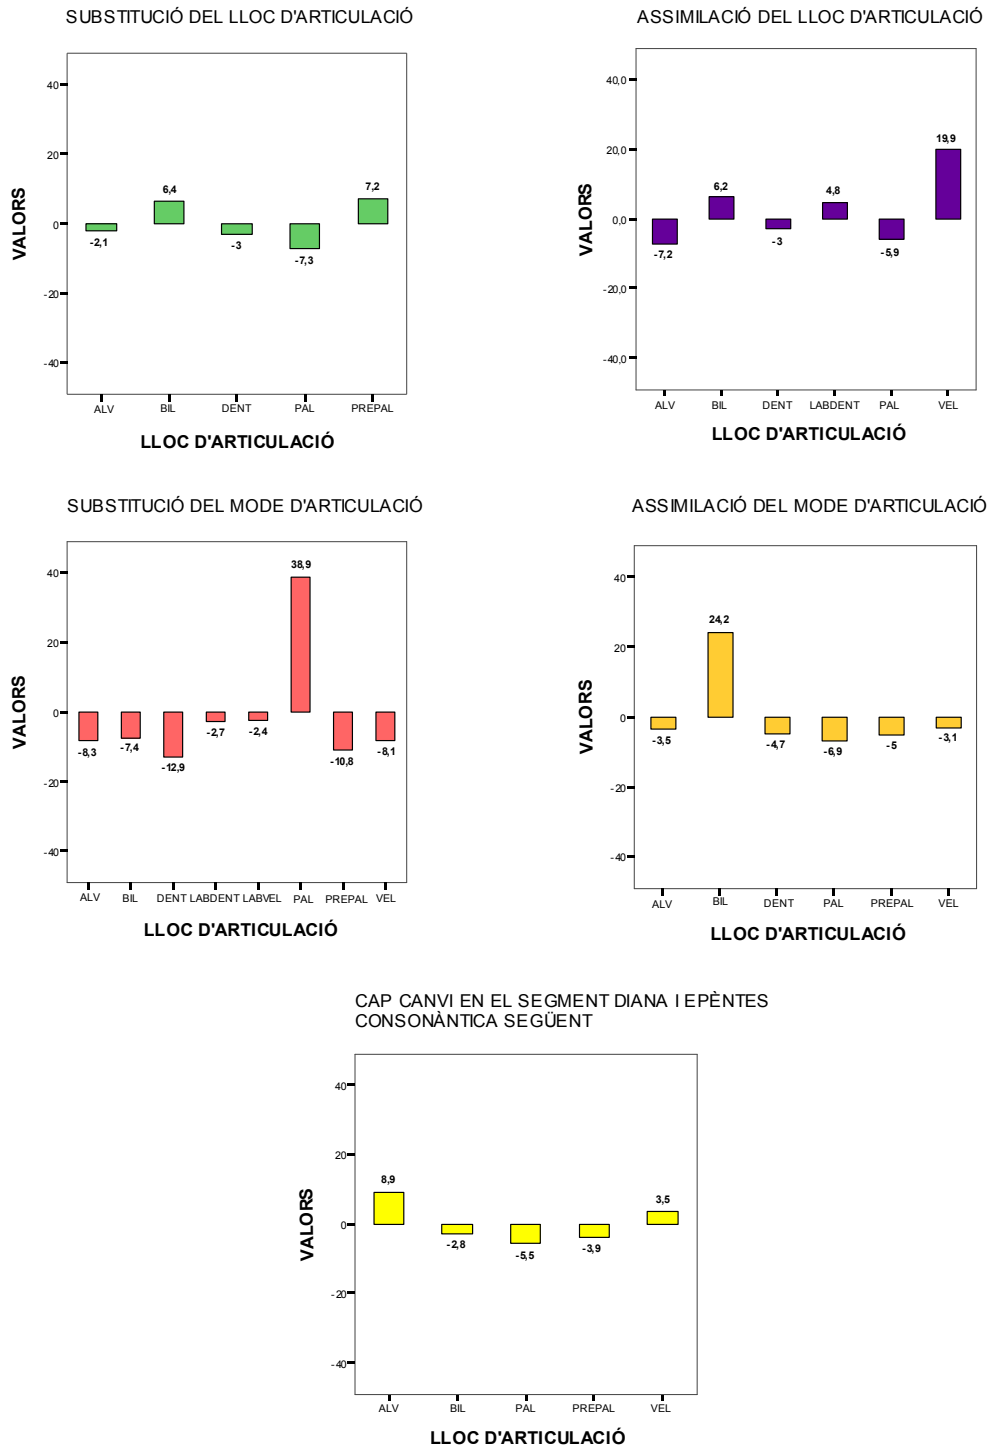 SUBSTITUCIÓ DEL LLOC D'ARTICULACIÓ
40
20
0
-20
-40
VALORS
-2,1
6,4
-3
-7,3
7,2
ALV BIL DENT PAL PREPAL
LLOC D'ARTICULACIÓ
ASSIMILACIÓ DEL LLOC D'ARTICULACIÓ
40,0
20,0
0,0
-20,0
-40,0
VALORS
-7,2
6,2
-3
4,8
-5,9
19,9
ALV BIL DENT LABDENT PAL VEL
LLOC D'ARTICULACIÓ
SUBSTITUCIÓ DEL MODE D'ARTICULACIÓ
40
20
0
-20
-40
VALORS
-8,3
-7,4
-12,9
-2,7
-2,4
38,9
-10,8
-8,1
ALV BIL DENT LABDENT LABVEL PAL PREPAL VEL
LLOC D'ARTICULACIÓ
ASSIMILACIÓ DEL MODE D'ARTICULACIÓ
40
20
0
-20
-40
VALORS
-3,5
24,2
-4,7
-6,9
-5
-3,1
ALV BIL DENT PAL PREPAL VEL
LLOC D'ARTICULACIÓ
CAP CANVI EN EL SEGMENT DIANA I EPÈNTES
CONSONÀNTICA SEGÜENT
40
20
0
-20
-40
VALORS
8,9
-2,8
-5,5
-3,9
3,5
ALV BIL PAL PREPAL VEL
LLOC D'ARTICULACIÓ